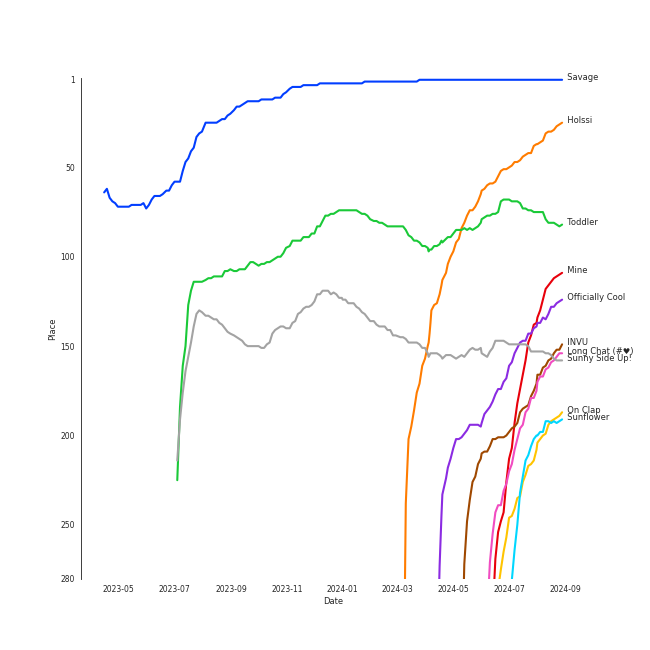 1
50
100
150
200
250
280
Place
2023-05
2023-07
2023-09
2023-11
2024-01
2024-03
2024-05
2024-07
2024-09
Date
Savage
Holssi
Toddler
Mine
Officially Cool
INVU
Long Chat (#♥)
Sunny Side Up!
On Clap
Sunflower